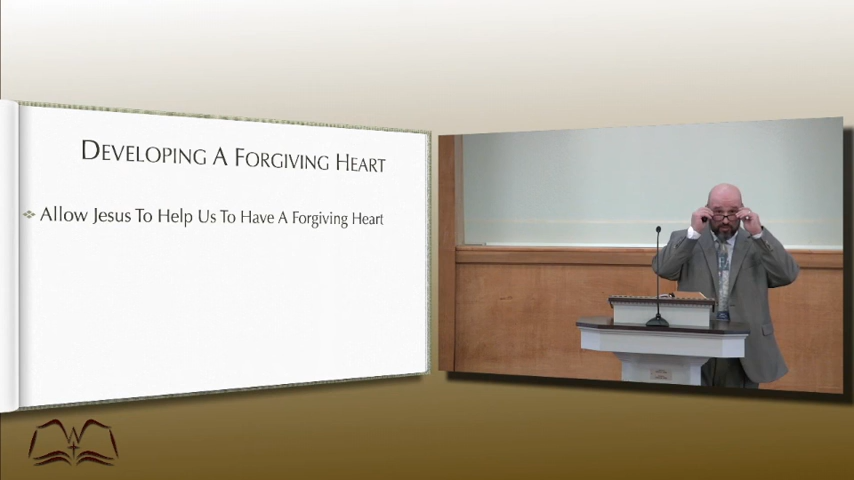 Developing A Forgiving Heart
Allow Jesus To Help Us To Have A Forgiving Heart